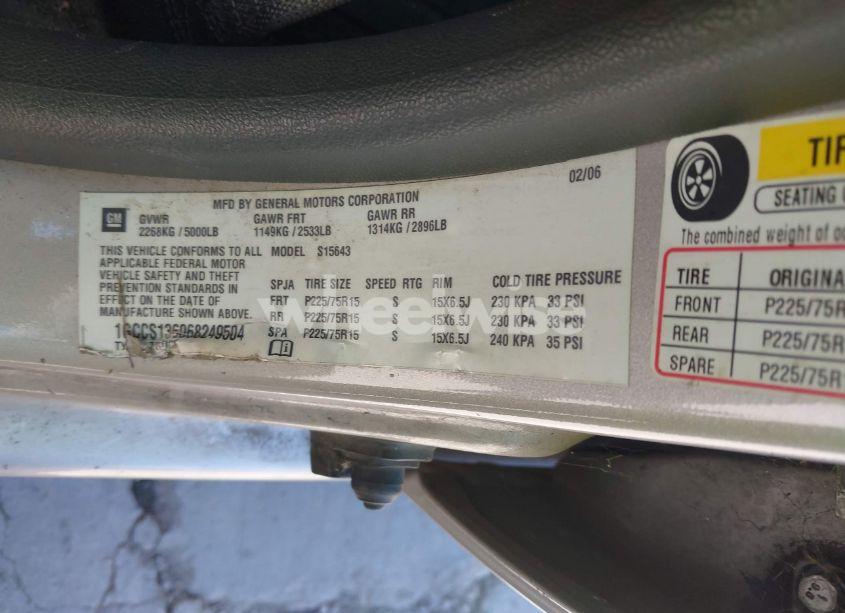 MFD BY GENERAL MOTORS CORPORATION
02/06
GM
GVWR GAWR FRT GAWR RR
2268KG / 5000LB 1149KG / 2533LB 1314KG / 2896LB
THIS VEHICLE CONFORMS TO ALL MODEL S15643
APPLICABLE FEDERAL MOTOR
VEHICLE SAFETY AND THEFT
PREVENTION STANDARDS IN
EFFECT ON THE DATE OF
MANUFACTURE SHOWN ABOVE.
1GCCS136068249504
SPJA TIRE SIZE SPEED RTG RIM COLD TIRE PRESSURE
FRT P225/75R15 S 15X6.5J 230 KPA 33 PSI
RR P225/75R15 S 15X6.5J 230 KPA 33 PSI
SPA P225/75R15 S 15X6.5J 240 KPA 35 PSI
wheelwise
SEATING
The combined weight of
TIRE
FRONT P225/75R
REAR P225/75R
SPARE P225/75R